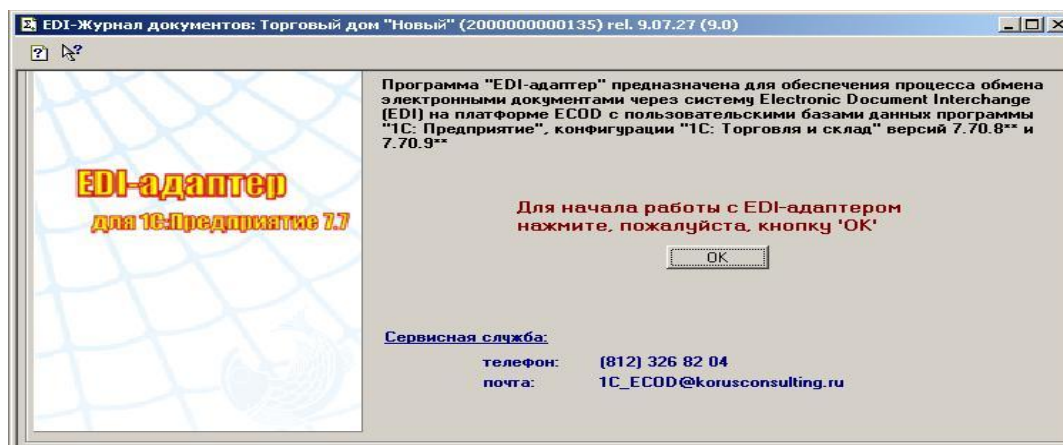 EDI-Журнал документов: Торговый дом "Новый" (2000000000135) rel. 9.07.27 (9.0)
EDI-адаптер
для 1С:Предприятие 7.7
Программа "EDI-адаптер" предназначена для обеспечения процесса обмена
электронными документами через систему Electronic Document Interchange
(EDI) на платформе ECOD с пользовательскими базами данных программы
"1С: Предприятие", конфигурации "1С: Торговля и склад" версий 7.70.8** и
7.70.9**
Для начала работы с EDI-адаптером
нажмите, пожалуйста, кнопку 'ОК'
OK
Сервисная служба:
телефон: (812) 326 82 04
почта: 1C_ECOD@korusconsulting.ru